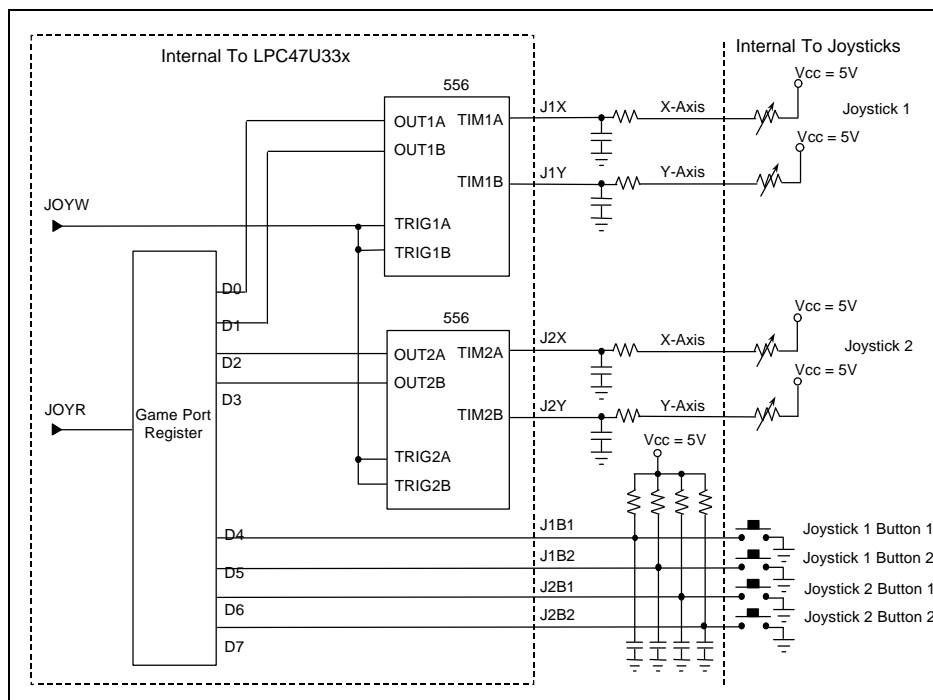 Internal To LPC47U33x
Internal To Joysticks
Vcc = 5V
556
J1X
X-Axis
Joystick 1
OUT1A
TIM1A
OUT1B
Vcc = 5V
J1Y
Y-Axis
TIM1B
JOYW
TRIG1A
TRIG1B
D0
Vcc = 5V
556
D1
J2X
X-Axis
Joystick 2
OUT2A
TIM2A
D2
OUT2B
Vcc = 5V
D3
J2Y
Y-Axis
JOYR
Game Port
Register
TIM2B
Vcc = 5V
TRIG2A
TRIG2B
J1B1
Joystick 1 Button 1
D4
J1B2
Joystick 1 Button 2
D5
J2B1
Joystick 2 Button 1
D6
J2B2
Joystick 2 Button 2
D7